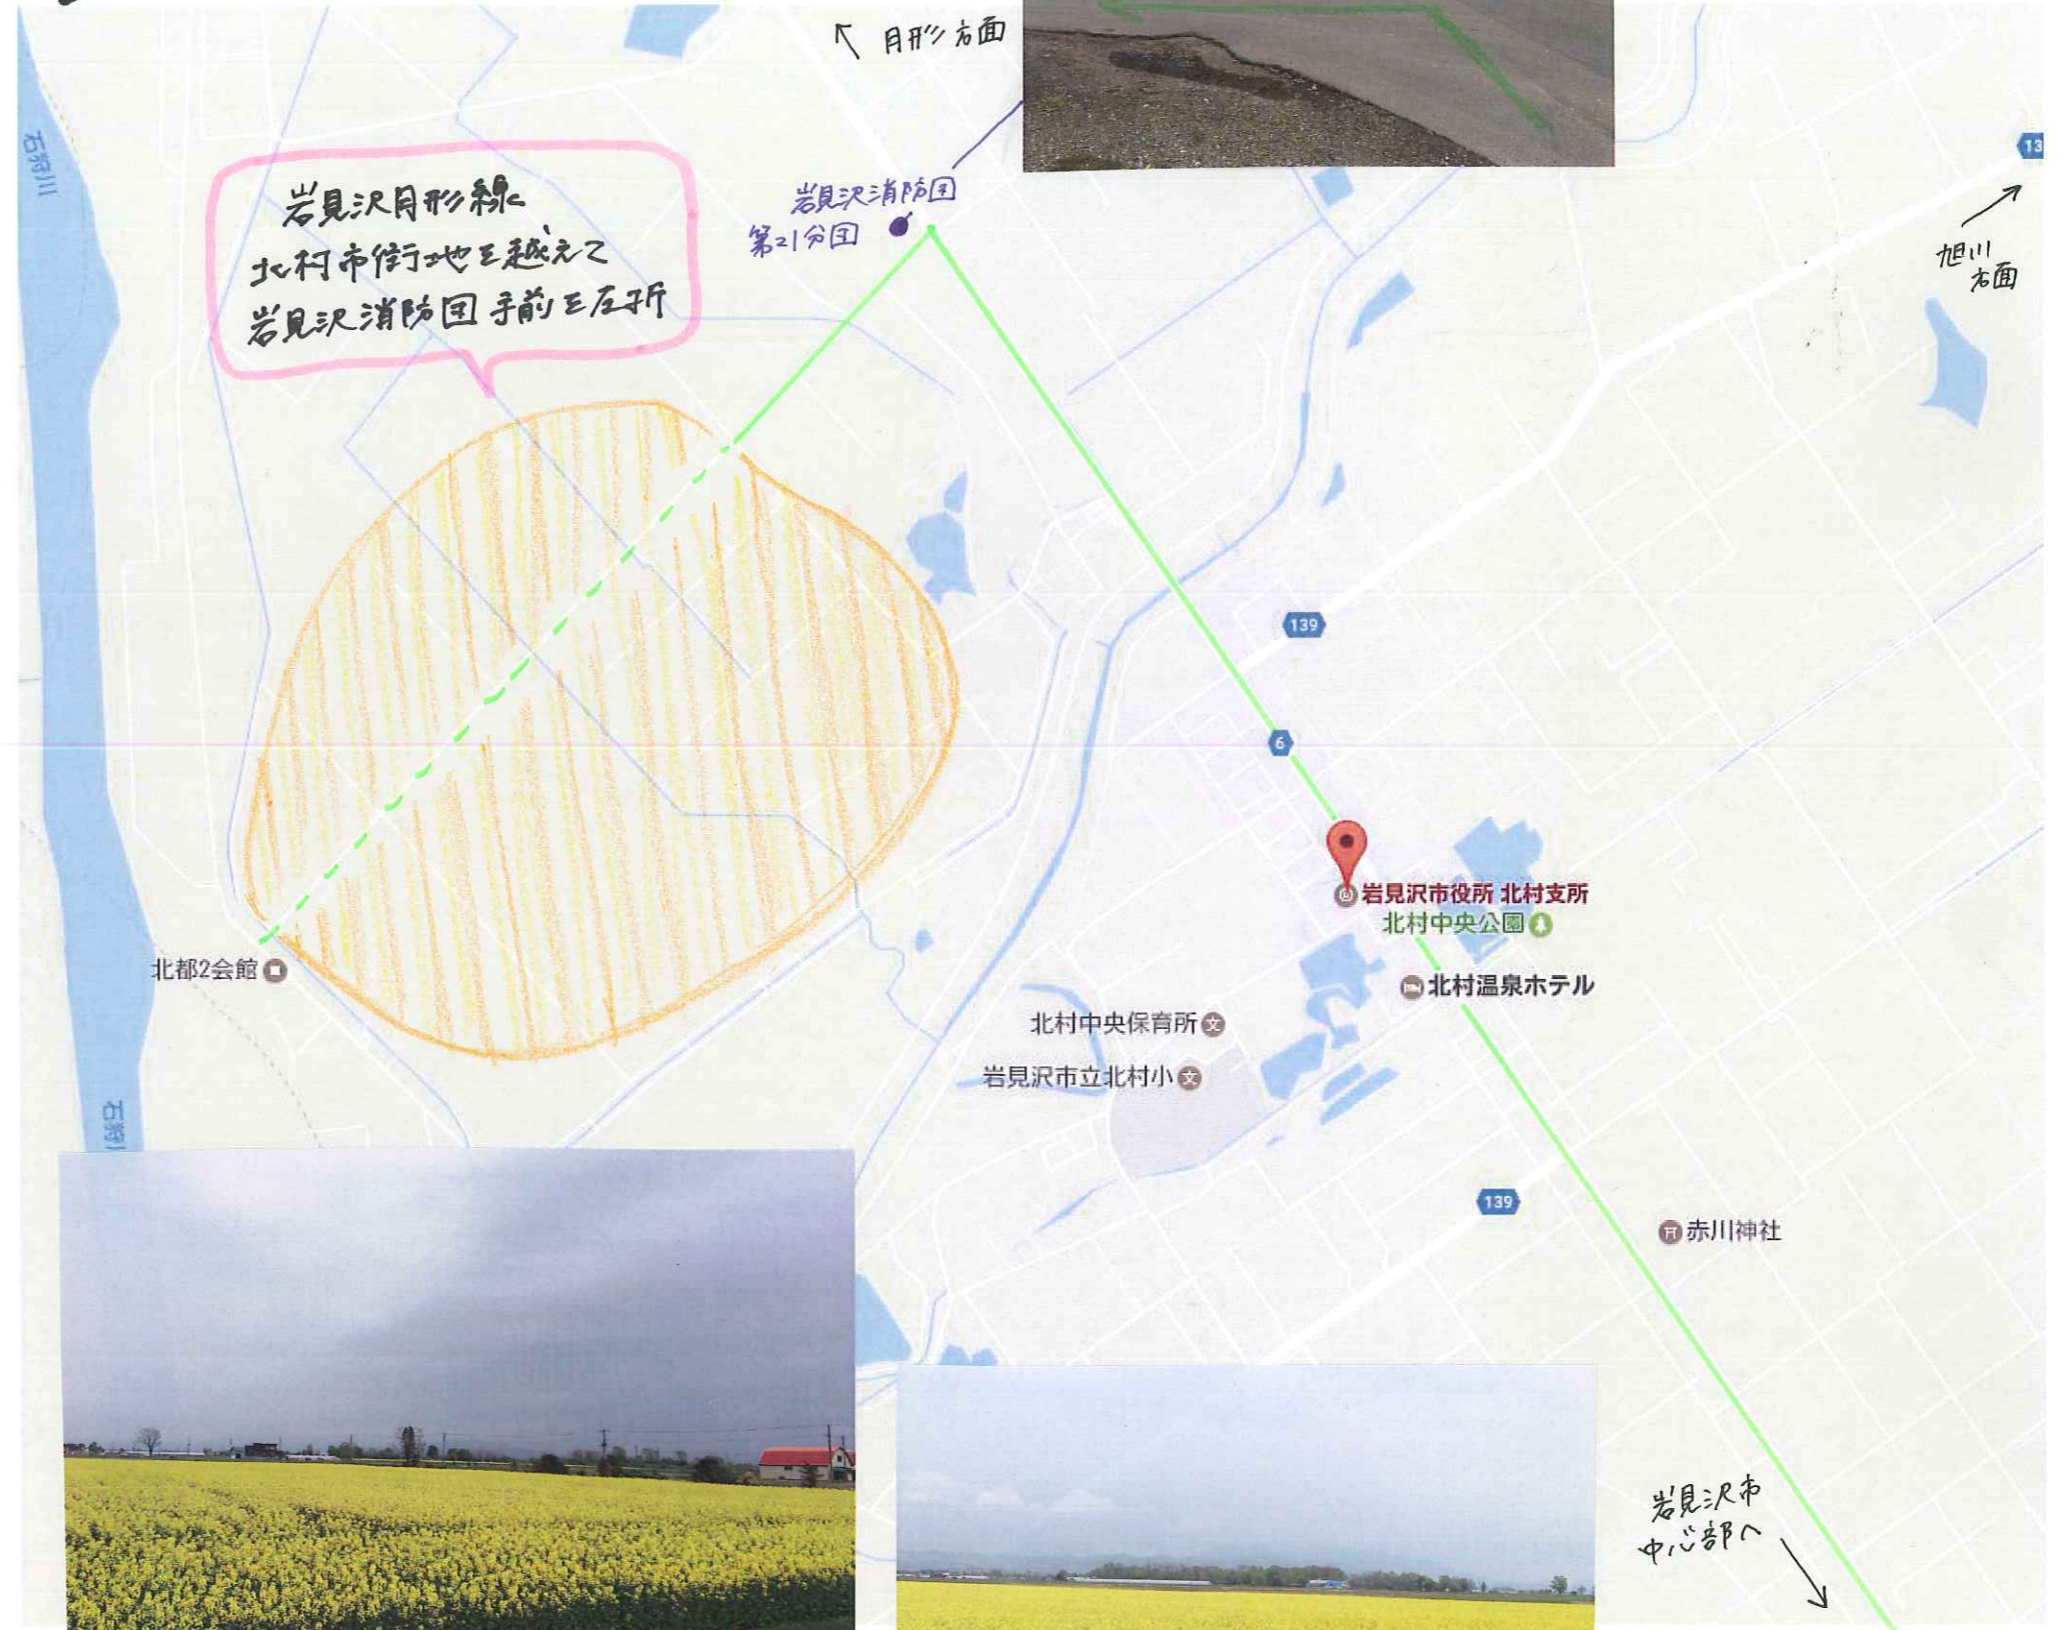 月形方面
石狩川
13
岩見沢月形線
北村市街地を越えて
岩見沢消防団手前を左折
岩見沢消防団
第21分団
旭川
方面
139
6
岩見沢市役所 北村支所
北村中央公園
北都2会館
北村温泉ホテル
北村中央保育所
岩見沢市立北村小
石狩
139
赤川神社
岩見沢市
中心部へ